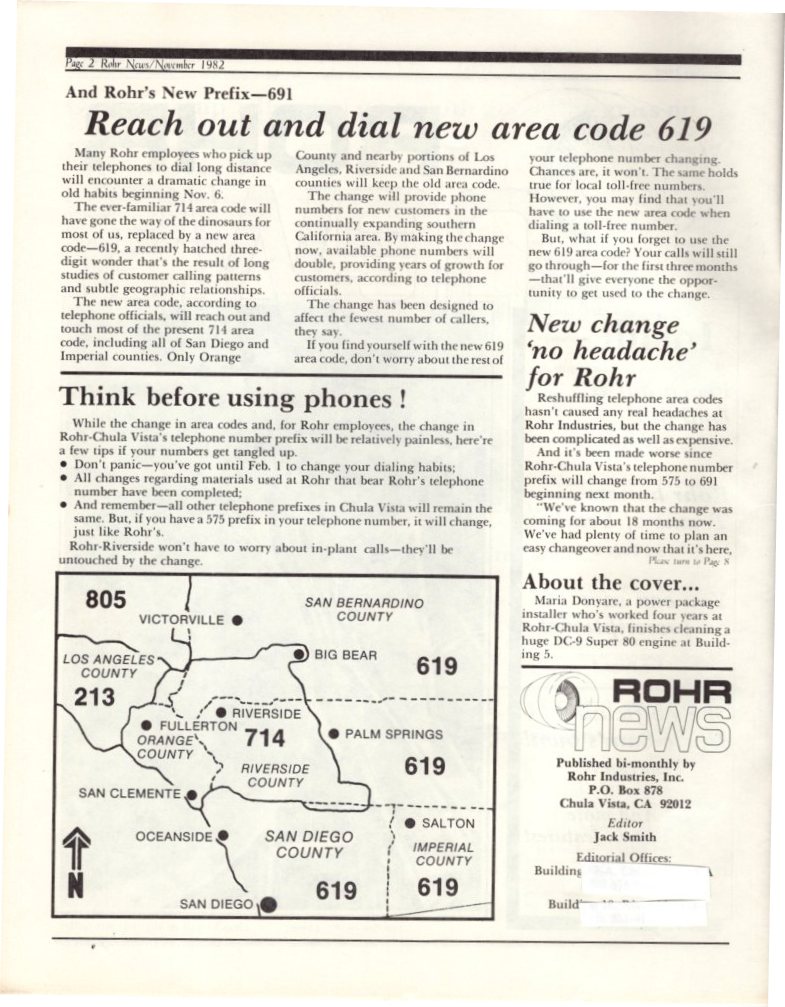 Page 2 Rohr News/November 1982
And Rohr's New Prefix—691
Reach out and dial new area code 619
Many Rohr employees who pick up
their telephones to dial long distance
will encounter a dramatic change in
old habits beginning Nov. 6.
The ever-familiar 714 area code will
have gone the way of the dinosaurs for
most of us, replaced by a new area
code—619, a recently hatched three-
digit wonder that's the result of long
studies of customer calling patterns
and subtle geographic relationships.
The new area code, according to
telephone officials, will reach out and
touch most of the present 714 area
code, including all of San Diego and
Imperial counties. Only Orange
County and nearby portions of Los
Angeles, Riverside and San Bernardino
counties will keep the old area code.
The change will provide phone
numbers for new customers in the
continually expanding southern
California area. By making the change
now, available phone numbers will
double, providing years of growth for
customers, according to telephone
officials.
The change has been designed to
affect the fewest number of callers,
they say.
If you find yourself with the new 619
area code, don't worry about the rest of
your telephone number changing.
Chances are, it won't. The same holds
true for local toll-free numbers.
However, you may find that you'll
have to use the new area code when
dialing a toll-free number.
But, what if you forget to use the
new 619 area code? Your calls will still
go through—for the first three months
—that'll give everyone the oppor-
tunity to get used to the change.
Think before using phones !
While the change in area codes and, for Rohr employees, the change in
Rohr-Chula Vista's telephone number prefix will be relatively painless, here're
a few tips if your numbers get tangled up.
• Don't panic—you've got until Feb. 1 to change your dialing habits;
• All changes regarding materials used at Rohr that bear Rohr's telephone
number have been completed;
• And remember—all other telephone prefixes in Chula Vista will remain the
same. But, if you have a 575 prefix in your telephone number, it will change,
just like Rohr's.
Rohr-Riverside won't have to worry about in-plant calls—they'll be
untouched by the change.
805
VICTORVILLE
SAN BERNARDINO
COUNTY
LOS ANGELES
COUNTY
213
BIG BEAR
619
RIVERSIDE
FULLERTON
ORANGE
COUNTY
714
PALM SPRINGS
RIVERSIDE
COUNTY
619
SAN CLEMENTE
OCEANSIDE
SAN DIEGO
COUNTY
SALTON
IMPERIAL
COUNTY
N
619
619
SAN DIEGO
New change
'no headache'
for Rohr
Reshuffling telephone area codes
hasn't caused any real headaches at
Rohr Industries, but the change has
been complicated as well as expensive.
And it's been made worse since
Rohr-Chula Vista's telephone number
prefix will change from 575 to 691
beginning next month.
"We've known that the change was
coming for about 18 months now.
We've had plenty of time to plan an
easy changeover and now that it's here,
Please turn to Page 8
About the cover...
Maria Donyare, a power package
installer who's worked four years at
Rohr-Chula Vista, finishes cleaning a
huge DC-9 Super 80 engine at Build-
ing 5.
ROHR
news
Published bi-monthly by
Rohr Industries, Inc.
P.O. Box 878
Chula Vista, CA 92012
Editor
Jack Smith
Editorial Offices:
Building